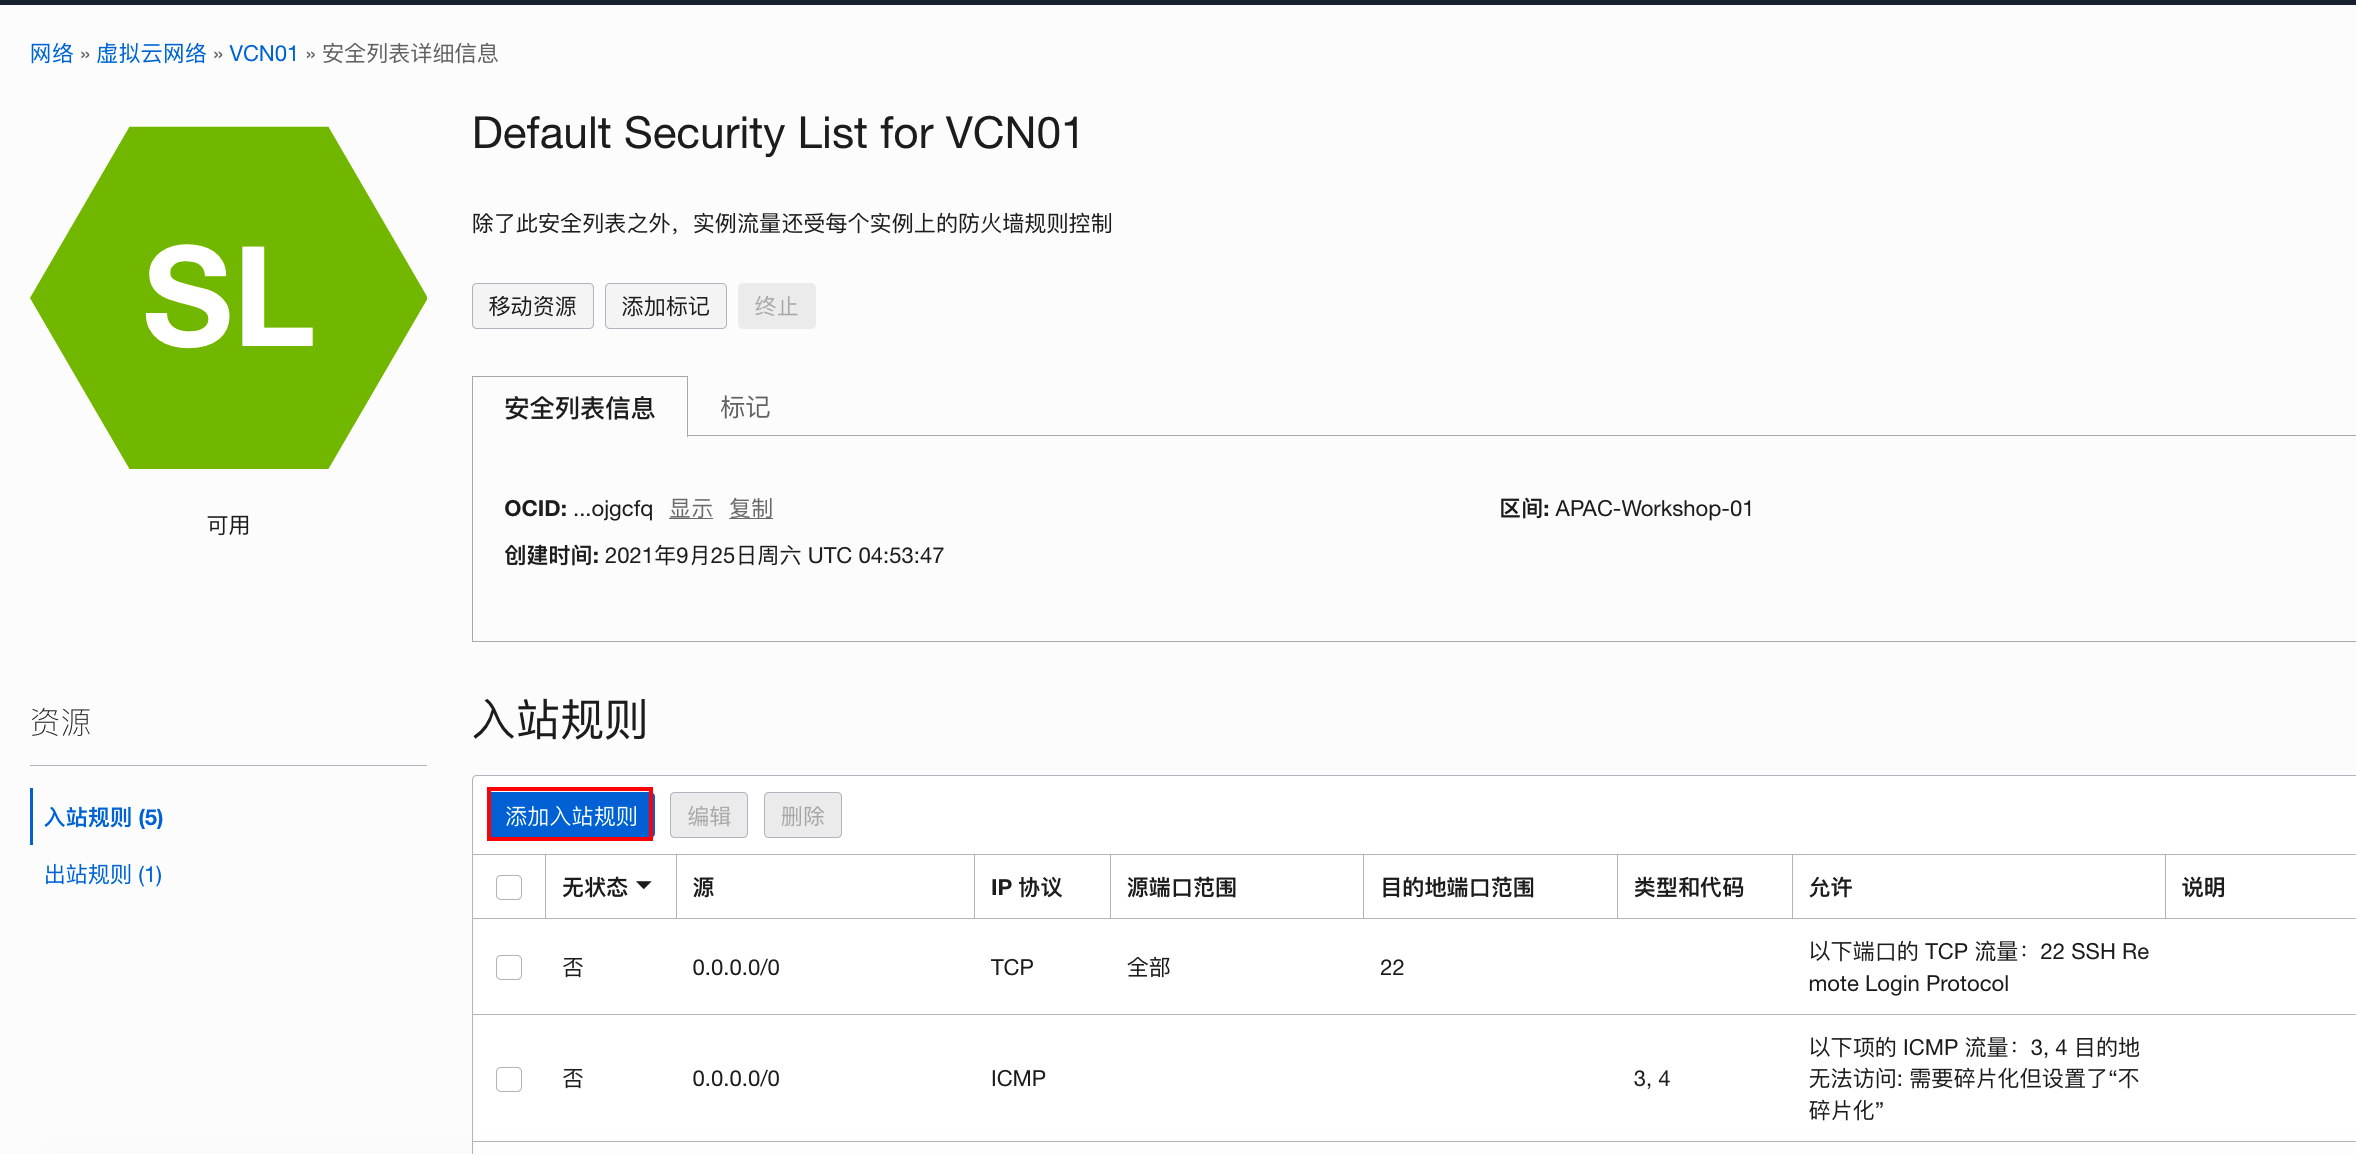 网络 » 虚拟云网络 » VCN01 » 安全列表详细信息
SL
可用
Default Security List for VCN01
除了此安全列表之外，实例流量还受每个实例上的防火墙规则控制
移动资源 添加标记 终止
安全列表信息 标记
OCID: ...ojgcfq 显示 复制
区间: APAC-Workshop-01
创建时间: 2021年9月25日周六 UTC 04:53:47
资源
入站规则 (5)
出站规则 (1)
入站规则
添加入站规则 编辑 删除
无状态 源 IP 协议 源端口范围 目的地端口范围 类型和代码 允许 说明
否 0.0.0.0/0 TCP 全部 22 以下端口的 TCP 流量：22 SSH Re
mote Login Protocol
否 0.0.0.0/0 ICMP 3, 4 以下项的 ICMP 流量：3, 4 目的地
无法访问: 需要碎片化但设置了“不
碎片化”